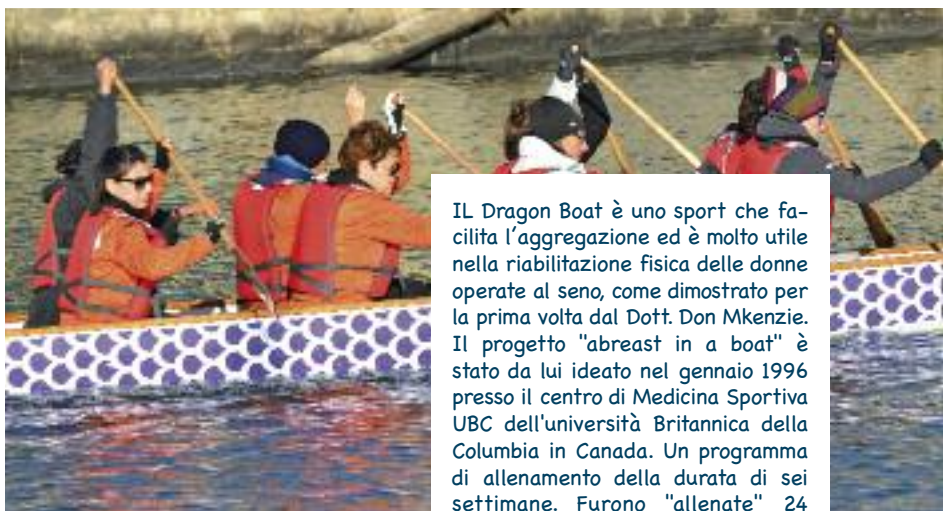 IL Dragon Boat è uno sport che fa-
cilita l'aggregazione ed è molto utile
nella riabilitazione fisica delle donne
operate al seno, come dimostrato per
la prima volta dal Dott. Don Mkenzie.
Il progetto "abreast in a boat" è
stato da lui ideato nel gennaio 1996
presso il centro di Medicina Sportiva
UBC dell'università Britannica della
Columbia in Canada. Un programma
di allenamento della durata di sei
settimane. Furono "allenate" 24